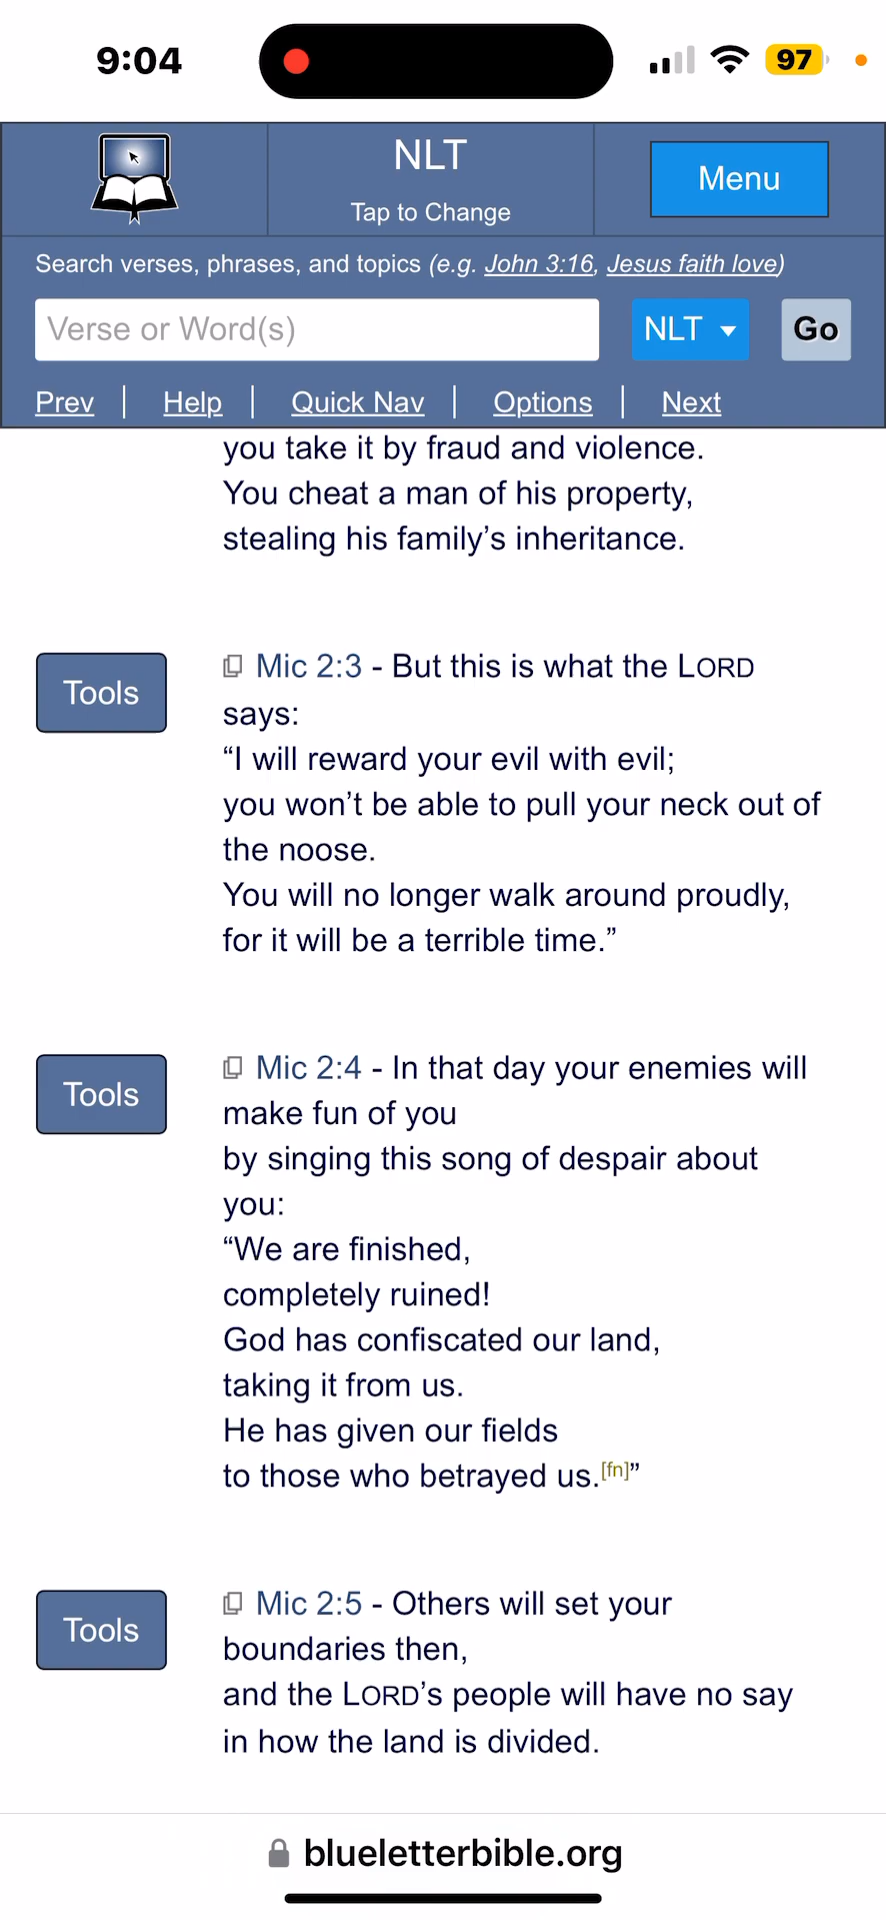 9:04
97
NLT
Tap to Change
Menu
Search verses, phrases, and topics (e.g. John 3:16, Jesus faith love)
Verse or Word(s)
NLT
Go
Prev | Help | Quick Nav | Options | Next
you take it by fraud and violence.
You cheat a man of his property,
stealing his family’s inheritance.
Tools
Mic 2:3 - But this is what the LORD
says:
“I will reward your evil with evil;
you won’t be able to pull your neck out of
the noose.
You will no longer walk around proudly,
for it will be a terrible time.”
Tools
Mic 2:4 - In that day your enemies will
make fun of you
by singing this song of despair about
you:
“We are finished,
completely ruined!
God has confiscated our land,
taking it from us.
He has given our fields
to those who betrayed us.[fn]”
Tools
Mic 2:5 - Others will set your
boundaries then,
and the LORD’s people will have no say
in how the land is divided.
blueletterbible.org